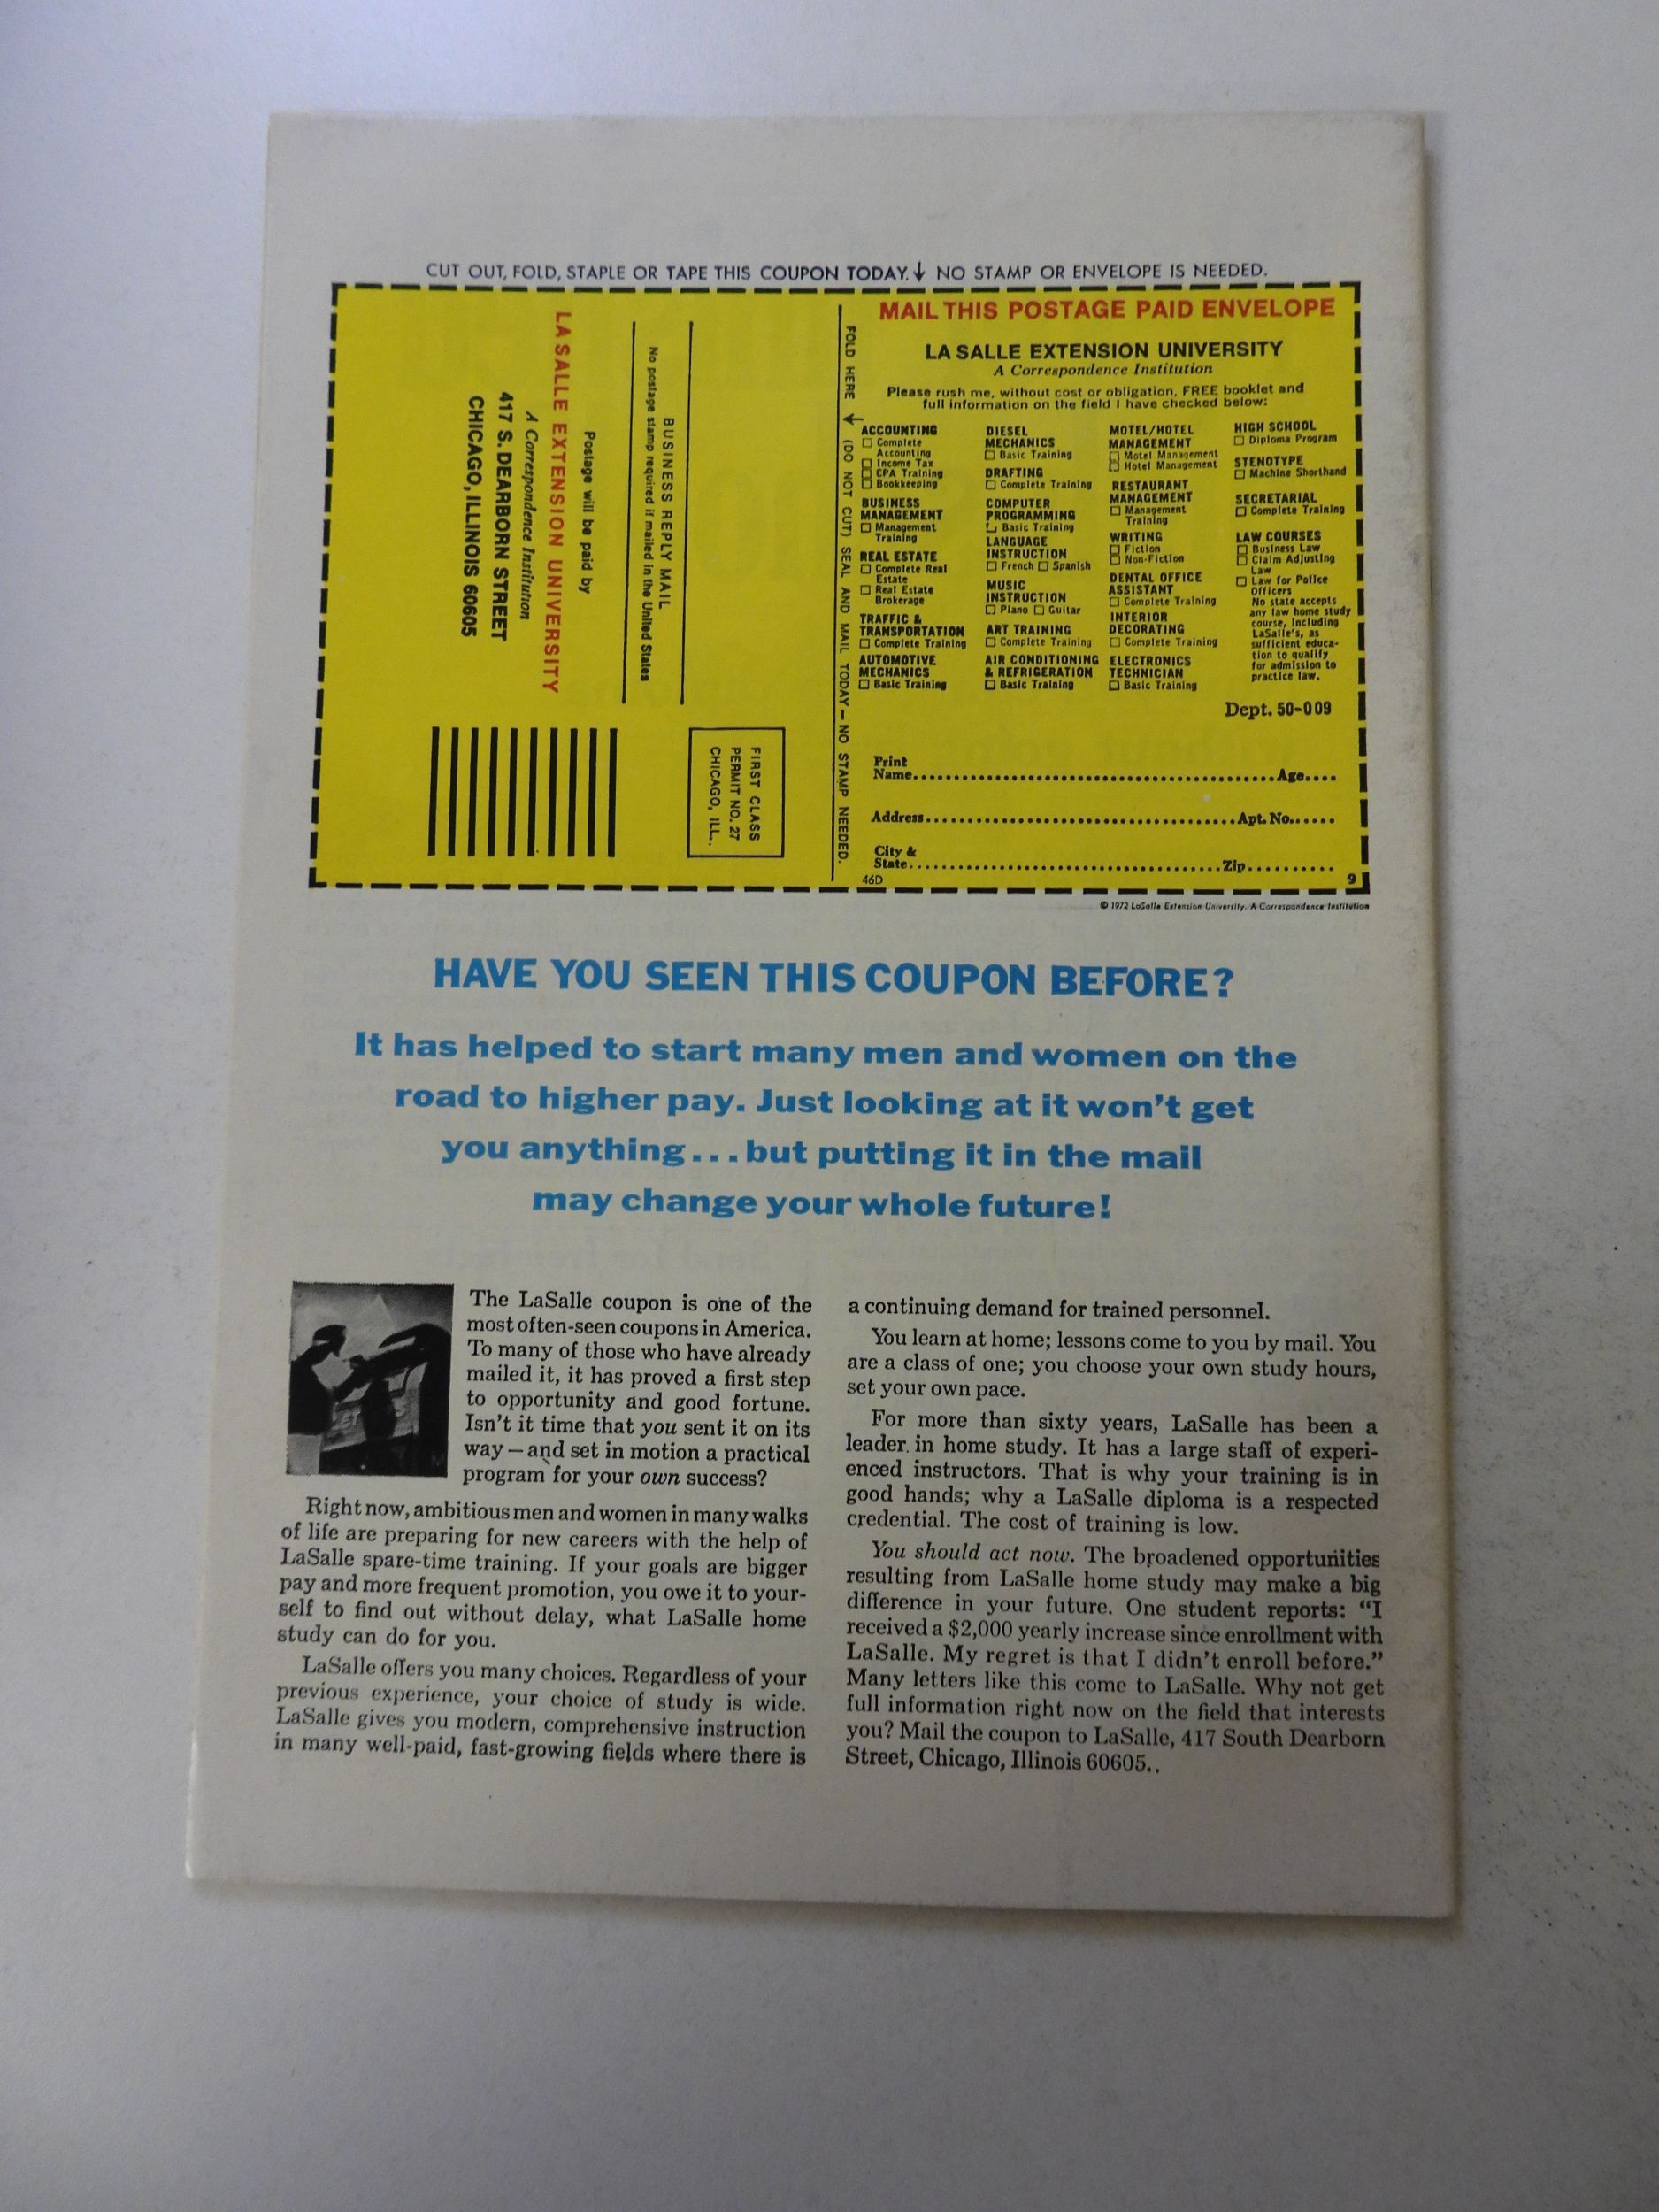 CUT OUT, FOLD, STAPLE OR TAPE THIS COUPON TODAY.↓ NO STAMP OR ENVELOPE IS NEEDED.
LA SALLE EXTENSION UNIVERSITY
A Correspondence Institution
417 S. DEARBORN STREET
CHICAGO, ILLINOIS 60605
Postage will be paid by
BUSINESS REPLY MAIL
No postage stamp required if mailed in the United States
FIRST CLASS
PERMIT NO. 27
CHICAGO, ILL..
FOLD HERE ↓ (DO NOT CUT) SEAL AND MAIL TODAY — NO STAMP NEEDED.
MAIL THIS POSTAGE PAID ENVELOPE
LA SALLE EXTENSION UNIVERSITY
A Correspondence Institution
Please rush me, without cost or obligation, FREE booklet and
full information on the field I have checked below:
ACCOUNTING
☐ Complete
Accounting
☐ Income Tax
☐ CPA Training
☐ Bookkeeping
BUSINESS
MANAGEMENT
☐ Management
Training
REAL ESTATE
☐ Complete Real
Estate
☐ Real Estate
Brokerage
TRAFFIC &
TRANSPORTATION
☐ Complete Training
AUTOMOTIVE
MECHANICS
☐ Basic Training
DIESEL
MECHANICS
☐ Basic Training
DRAFTING
☐ Complete Training
COMPUTER
PROGRAMMING
☐ Basic Training
LANGUAGE
INSTRUCTION
☐ French ☐ Spanish
MUSIC
INSTRUCTION
☐ Piano ☐ Guitar
ART TRAINING
☐ Complete Training
AIR CONDITIONING
& REFRIGERATION
☐ Basic Training
MOTEL/HOTEL
MANAGEMENT
☐ Motel Management
☐ Hotel Management
RESTAURANT
MANAGEMENT
☐ Management
Training
WRITING
☐ Fiction
☐ Non-Fiction
DENTAL OFFICE
ASSISTANT
☐ Complete Training
INTERIOR
DECORATING
☐ Complete Training
ELECTRONICS
TECHNICIAN
☐ Basic Training
HIGH SCHOOL
☐ Diploma Program
STENOTYPE
☐ Machine Shorthand
SECRETARIAL
☐ Complete Training
LAW COURSES
☐ Business Law
☐ Claim Adjusting
Law
☐ Law for Police
Officers
No state accepts
any law home study
course, including
LaSalle's, as
sufficient educa-
tion to qualify
for admission to
practice law.
Dept. 50-009
Print
Name..........Age....
Address..........Apt. No......
City &
State..........Zip..........
46D 9
© 1972 LaSalle Extension University. A Correspondence Institution
HAVE YOU SEEN THIS COUPON BEFORE?
It has helped to start many men and women on the
road to higher pay. Just looking at it won't get
you anything...but putting it in the mail
may change your whole future!
The LaSalle coupon is one of the
most often-seen coupons in America.
To many of those who have already
mailed it, it has proved a first step
to opportunity and good fortune.
Isn't it time that you sent it on its
way — and set in motion a practical
program for your own success?
Right now, ambitious men and women in many walks
of life are preparing for new careers with the help of
LaSalle spare-time training. If your goals are bigger
pay and more frequent promotion, you owe it to your-
self to find out without delay, what LaSalle home
study can do for you.
LaSalle offers you many choices. Regardless of your
previous experience, your choice of study is wide.
LaSalle gives you modern, comprehensive instruction
in many well-paid, fast-growing fields where there is
a continuing demand for trained personnel.
You learn at home; lessons come to you by mail. You
are a class of one; you choose your own study hours,
set your own pace.
For more than sixty years, LaSalle has been a
leader in home study. It has a large staff of experi-
enced instructors. That is why your training is in
good hands; why a LaSalle diploma is a respected
credential. The cost of training is low.
You should act now. The broadened opportunities
resulting from LaSalle home study may make a big
difference in your future. One student reports: "I
received a $2,000 yearly increase since enrollment with
LaSalle. My regret is that I didn't enroll before."
Many letters like this come to LaSalle. Why not get
full information right now on the field that interests
you? Mail the coupon to LaSalle, 417 South Dearborn
Street, Chicago, Illinois 60605..